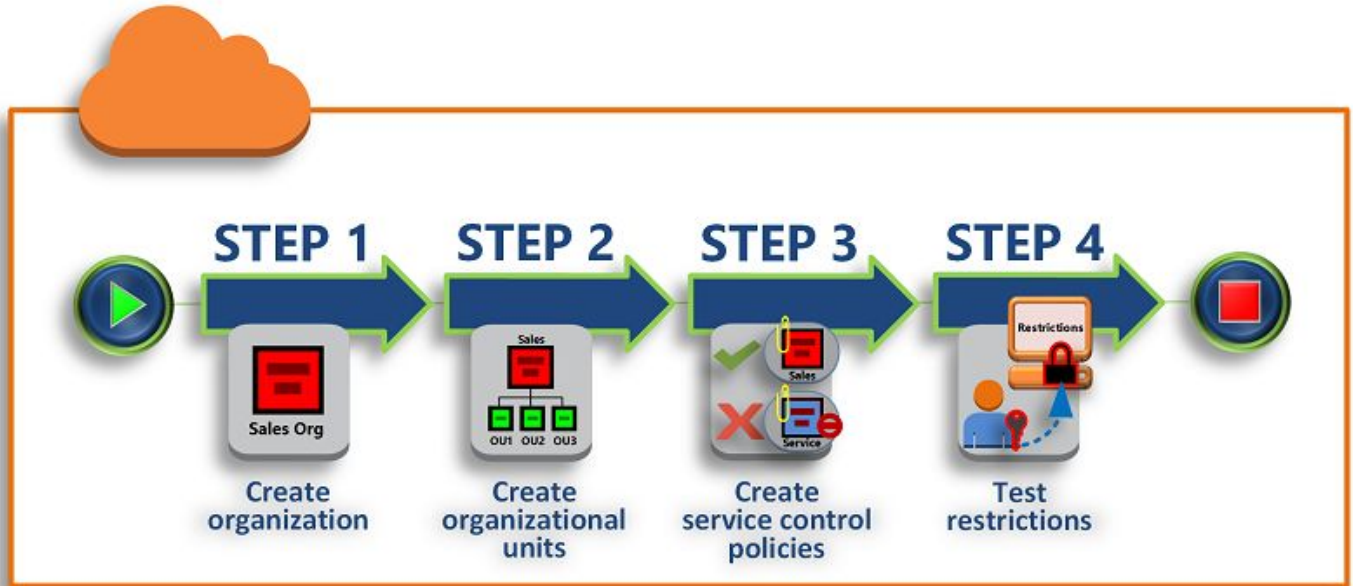 STEP 1
STEP 2
STEP 3
STEP 4
Sales Org
Sales
OU1 OU2 OU3
Sales
Service
Restrictions
Create
organization
Create
organizational
units
Create
service control
policies
Test
restrictions